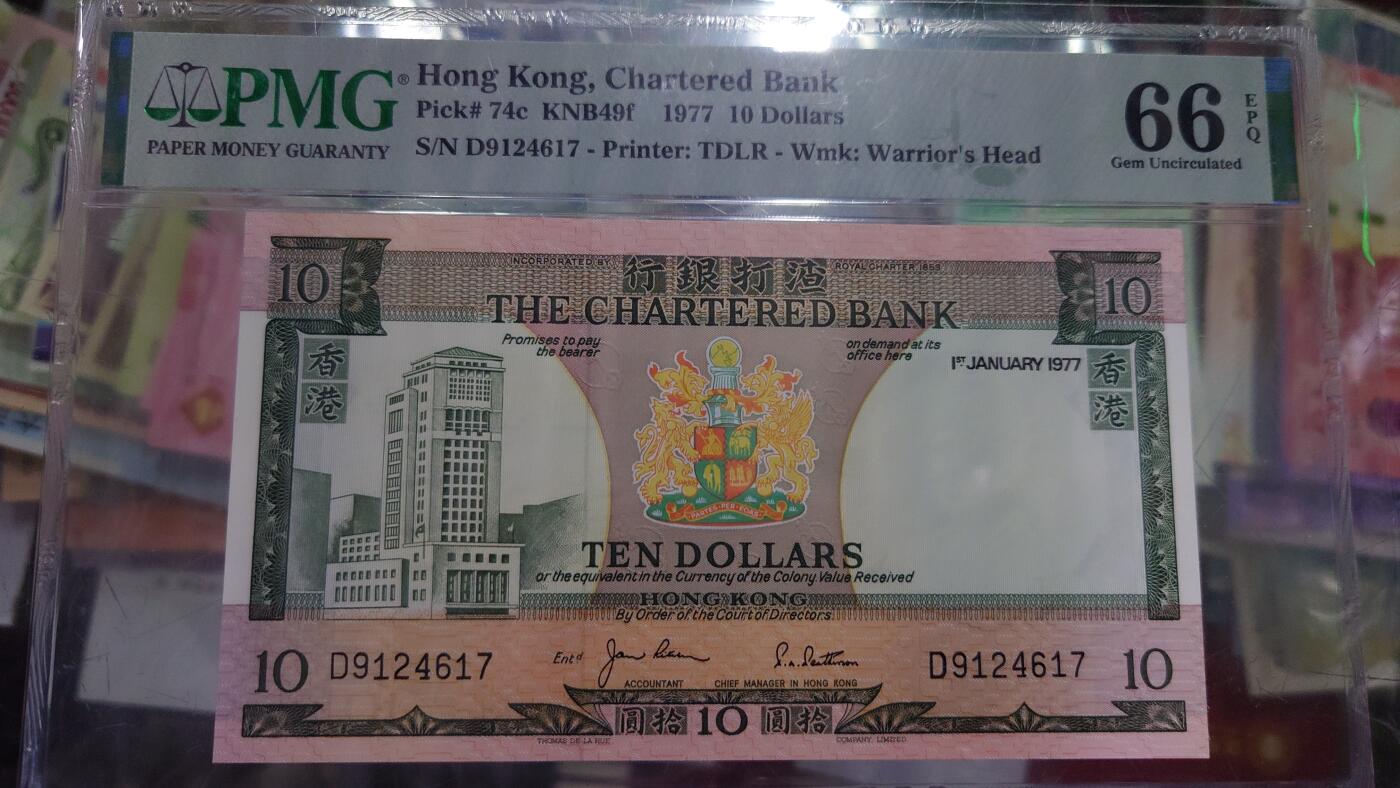 PMG®
PAPER MONEY GUARANTY
Hong Kong, Chartered Bank
Pick# 74c KNB49f 1977 10 Dollars
S/N D9124617 - Printer: TDLR - Wmk: Warrior's Head
66 EPQ
Gem Uncirculated
INCORPORATED BY 行銀打渣 ROYAL CHARTER 1853
10 THE CHARTERED BANK 10
Promises to pay the bearer
on demand at its office here
香港
1ST JANUARY 1977
香港
PARTES·PER·EOAS
TEN DOLLARS
or the equivalent in the Currency of the Colony Value Received
HONG KONG
By Order of the Court of Directors
10 D9124617 Entd D9124617 10
ACCOUNTANT CHIEF MANAGER IN HONG KONG
圓拾 10 圓拾
THOMAS DE LA RUE COMPANY, LIMITED